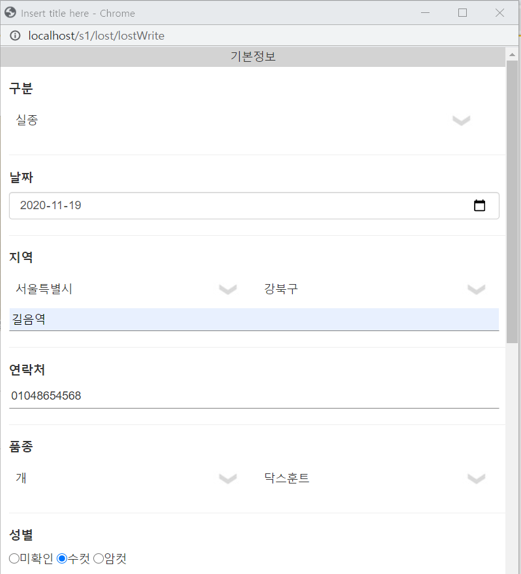 Insert title here - Chrome
localhost/s1/lost/lostWrite
기본정보
구분
실종
날짜
2020-11-19
지역
서울특별시 강북구
길음역
연락처
01048654568
품종
개 닥스훈트
성별
미확인 수컷 암컷